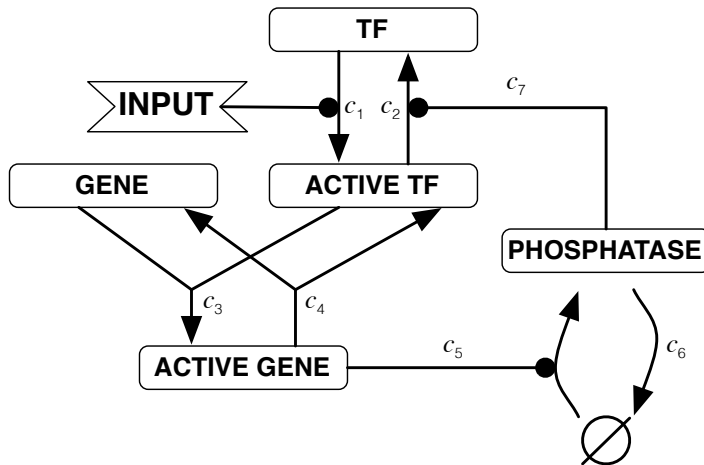 TF
INPUT
c1
c2
c7
GENE
ACTIVE TF
PHOSPHATASE
c3
c4
ACTIVE GENE
c5
c6